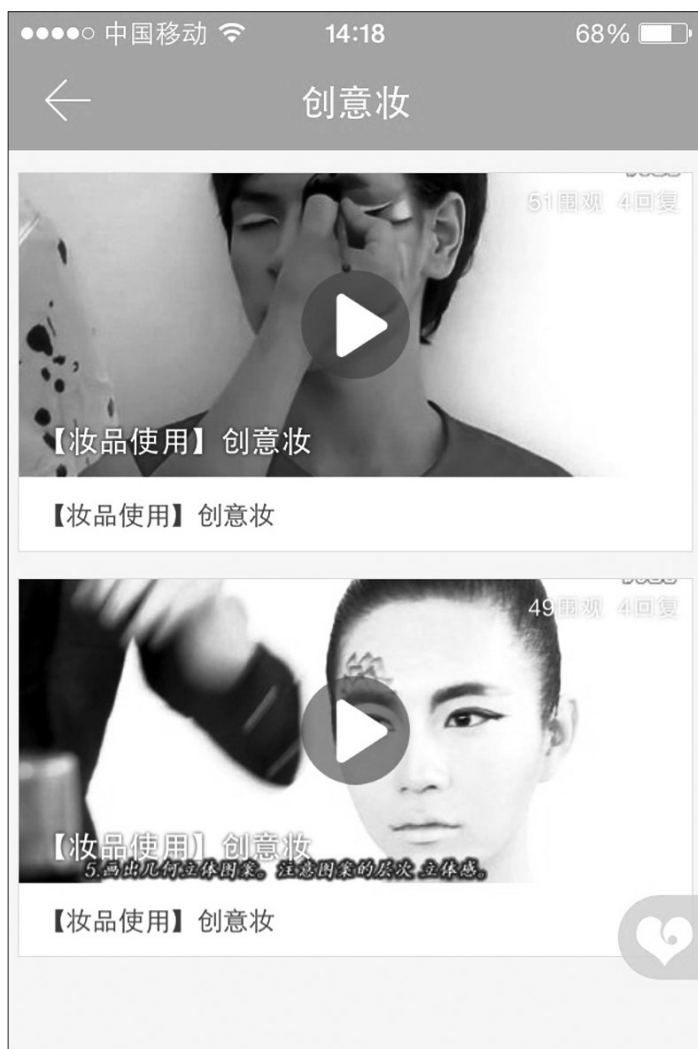 中国移动 14:18 68%
创意妆
51围观 4回复
【妆品使用】创意妆
【妆品使用】创意妆
49围观 4回复
【妆品使用】创意妆
5.画出几何立体图案。注意图案的层次 立体感。
【妆品使用】创意妆